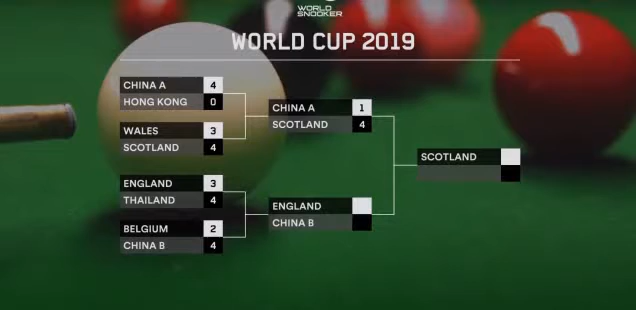 WORLD
SNOOKER
WORLD CUP 2019
CHINA A 4
HONG KONG 0
WALES 3
SCOTLAND 4
ENGLAND 3
THAILAND 4
BELGIUM 2
CHINA B 4
CHINA A 1
SCOTLAND 4
ENGLAND
CHINA B
SCOTLAND